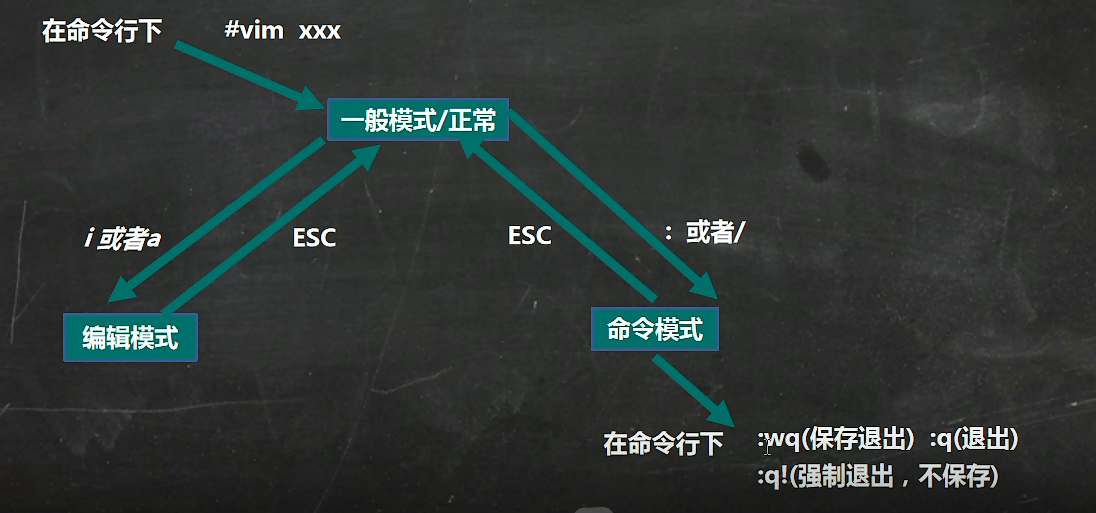 在命令行下 #vim xxx
一般模式/正常
i 或者a
ESC
ESC
: 或者/
编辑模式
命令模式
在命令行下 :wq(保存退出) :q(退出)
:q!(强制退出，不保存)